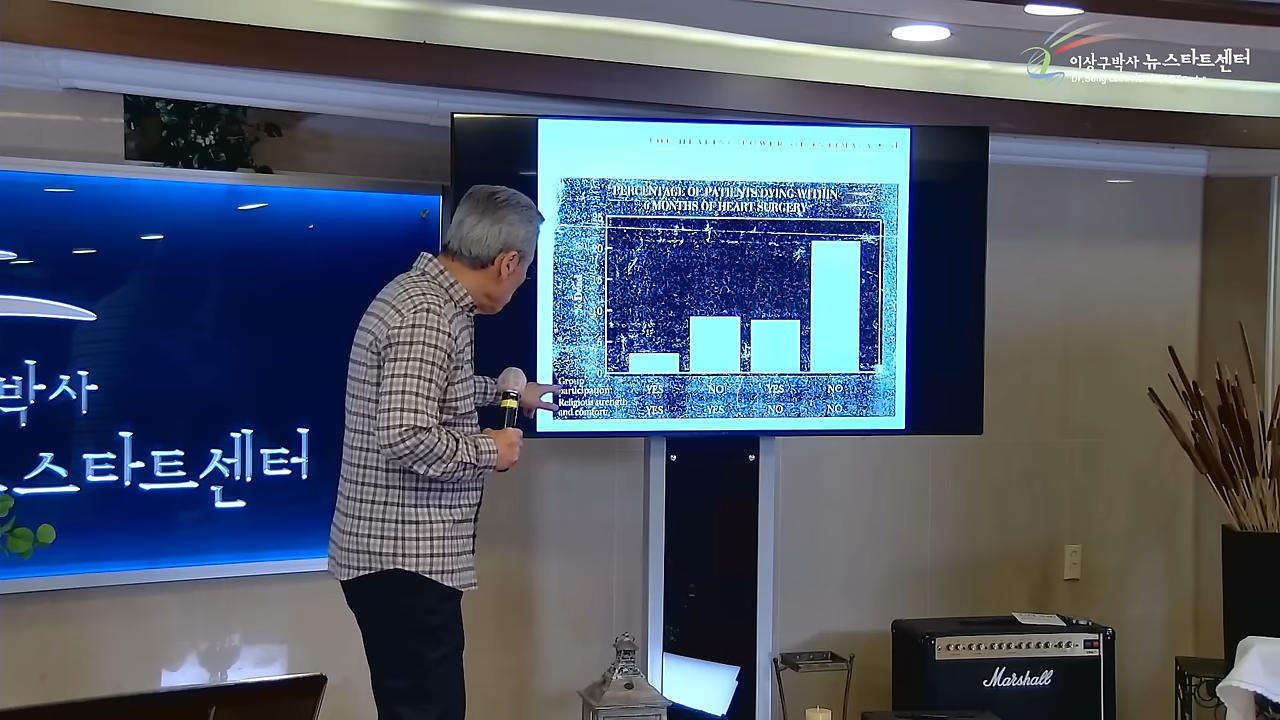 이상구박사 뉴스타트센터
THE HEALING POWER OF INTIMACY
PERCENTAGE OF PATIENTS DYING WITHIN
6 MONTHS OF HEART SURGERY
Group
participation: YES NO YES NO
Religious strength
and comfort: YES YES NO NO
박사
스타트센터
Marshall